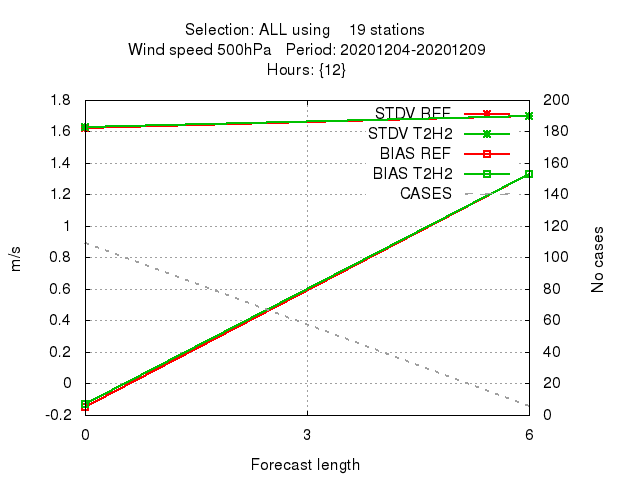 Selection: ALL using    19 stations
Wind speed 500hPa   Period: 20201204-20201209
Hours: {12}
1.8
1.6
1.4
1.2
1
0.8
0.6
0.4
0.2
0
-0.2
m/s
STDV REF
STDV T2H2
BIAS REF
BIAS T2H2
CASES
200
180
160
140
120
100
80
60
40
20
0
No cases
0 3 6
Forecast length